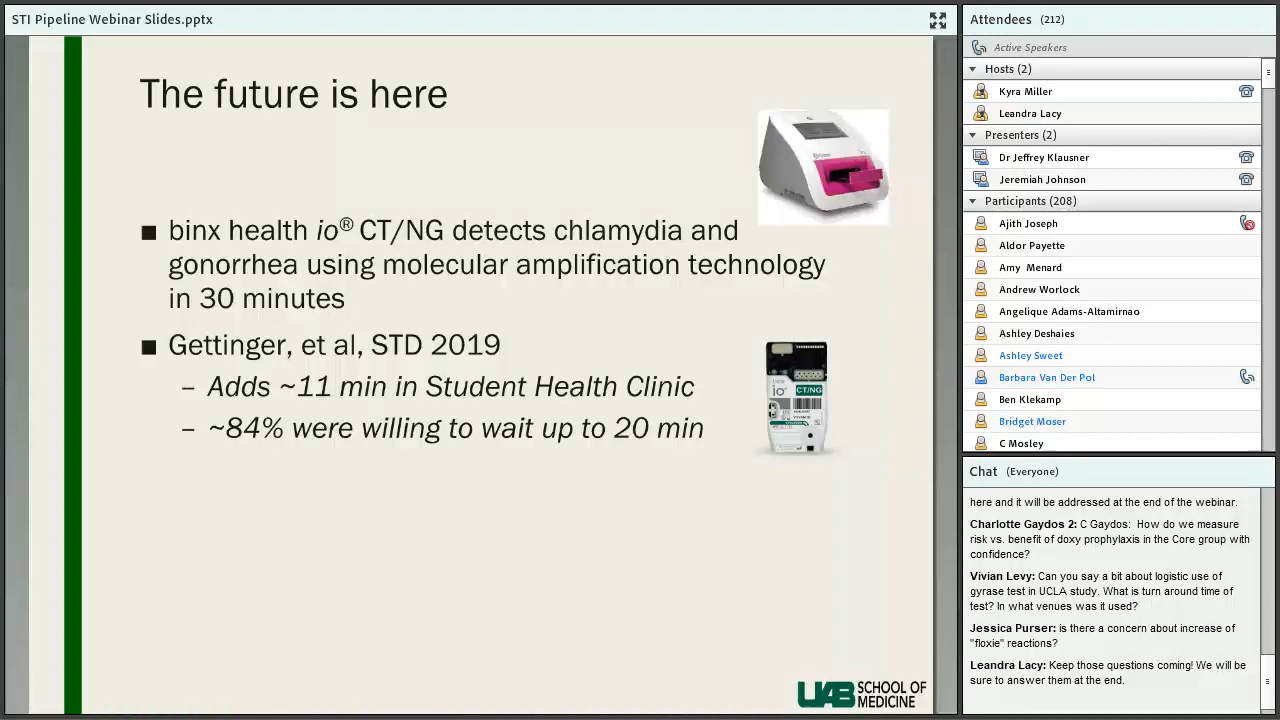 STI Pipeline Webinar Slides.pptx
The future is here
■ binx health io® CT/NG detects chlamydia and
gonorrhea using molecular amplification technology
in 30 minutes
■ Gettinger, et al, STD 2019
– Adds ~11 min in Student Health Clinic
– ~84% were willing to wait up to 20 min
io
CT/NG
UAB SCHOOL OF
MEDICINE
Attendees (212)
Active Speakers
Hosts (2)
Kyra Miller
Leandra Lacy
Presenters (2)
Dr Jeffrey Klausner
Jeremiah Johnson
Participants (208)
Ajith Joseph
Aldor Payette
Amy Menard
Andrew Worlock
Angelique Adams-Altamirnao
Ashley Deshaies
Ashley Sweet
Barbara Van Der Pol
Ben Klekamp
Bridget Moser
C Mosley
Chat (Everyone)
here and it will be addressed at the end of the webinar.
Charlotte Gaydos 2: C Gaydos: How do we measure
risk vs. benefit of doxy prophylaxis in the Core group with
confidence?
Vivian Levy: Can you say a bit about logistic use of
gyrase test in UCLA study. What is turn around time of
test? In what venues was it used?
Jessica Purser: is there a concern about increase of
"floxie" reactions?
Leandra Lacy: Keep those questions coming! We will be
sure to answer them at the end.